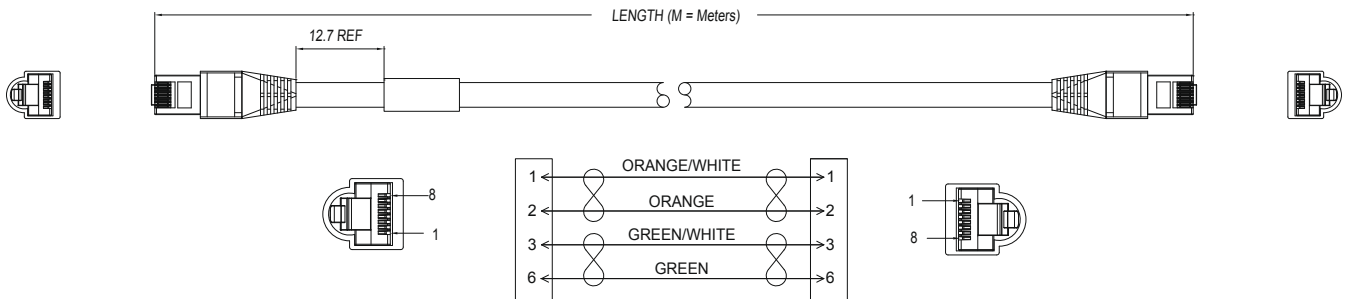 LENGTH (M = Meters)
12.7 REF
ORANGE/WHITE
1 1
8
ORANGE
2 2
1
GREEN/WHITE
3 3
GREEN
6 6
1
8